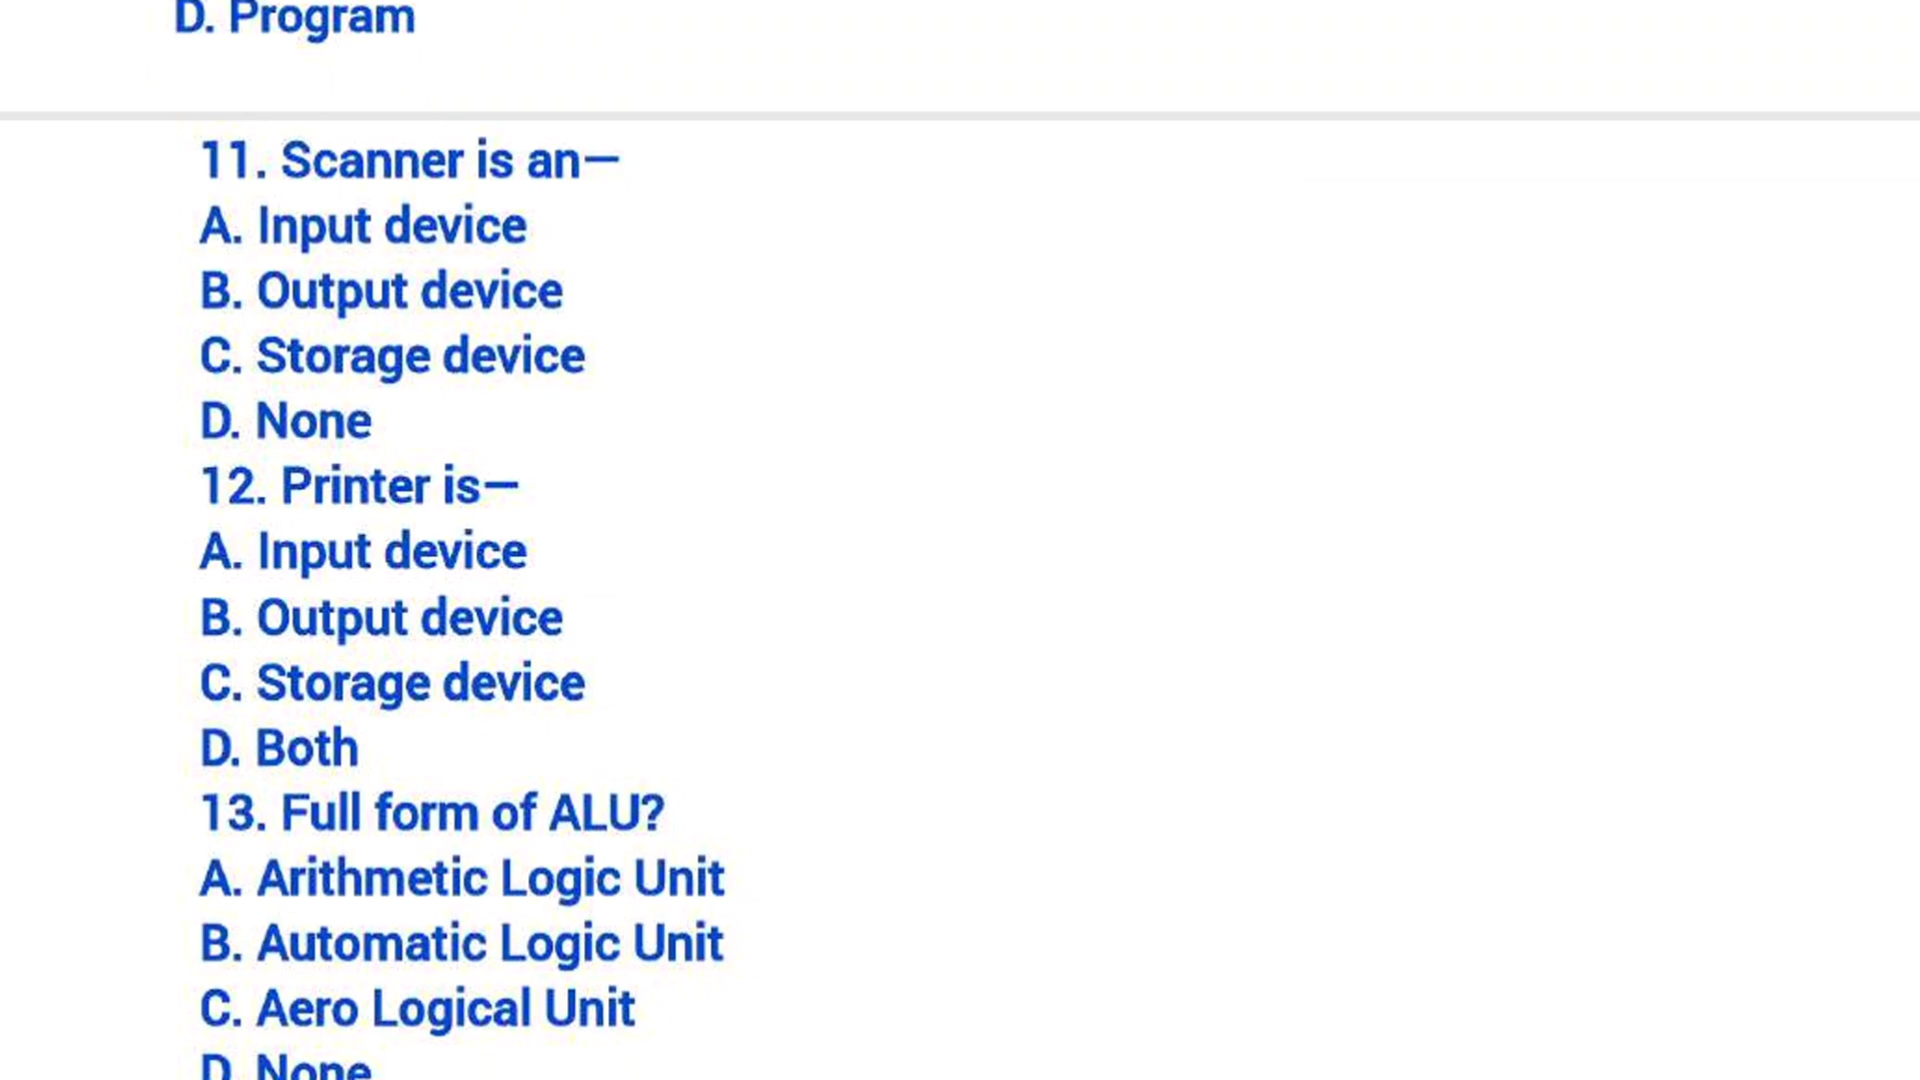 D. Program
11. Scanner is an—
A. Input device
B. Output device
C. Storage device
D. None
12. Printer is—
A. Input device
B. Output device
C. Storage device
D. Both
13. Full form of ALU?
A. Arithmetic Logic Unit
B. Automatic Logic Unit
C. Aero Logical Unit
D. None